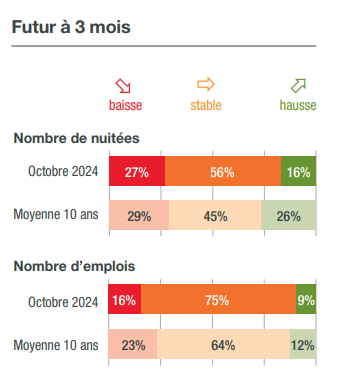 Futur à 3 mois
baisse stable hausse
Nombre de nuitées
Octobre 2024 27% 56% 16%
Moyenne 10 ans 29% 45% 26%
Nombre d'emplois
Octobre 2024 16% 75% 9%
Moyenne 10 ans 23% 64% 12%